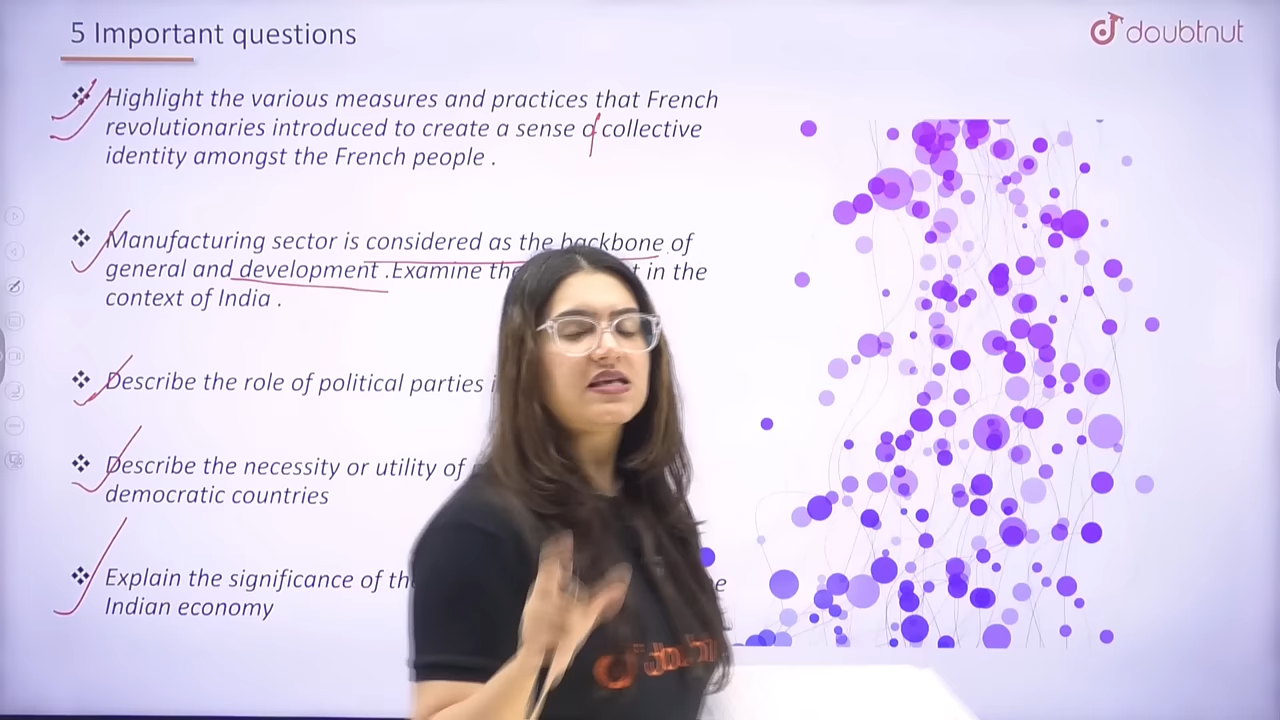 5 Important questions
doubtnut
Highlight the various measures and practices that French
revolutionaries introduced to create a sense of collective
identity amongst the French people .
Manufacturing sector is considered as the backbone of
general and development .Examine the in the
context of India .
Describe the role of political parties
Describe the necessity or utility of
democratic countries
Explain the significance of
Indian economy